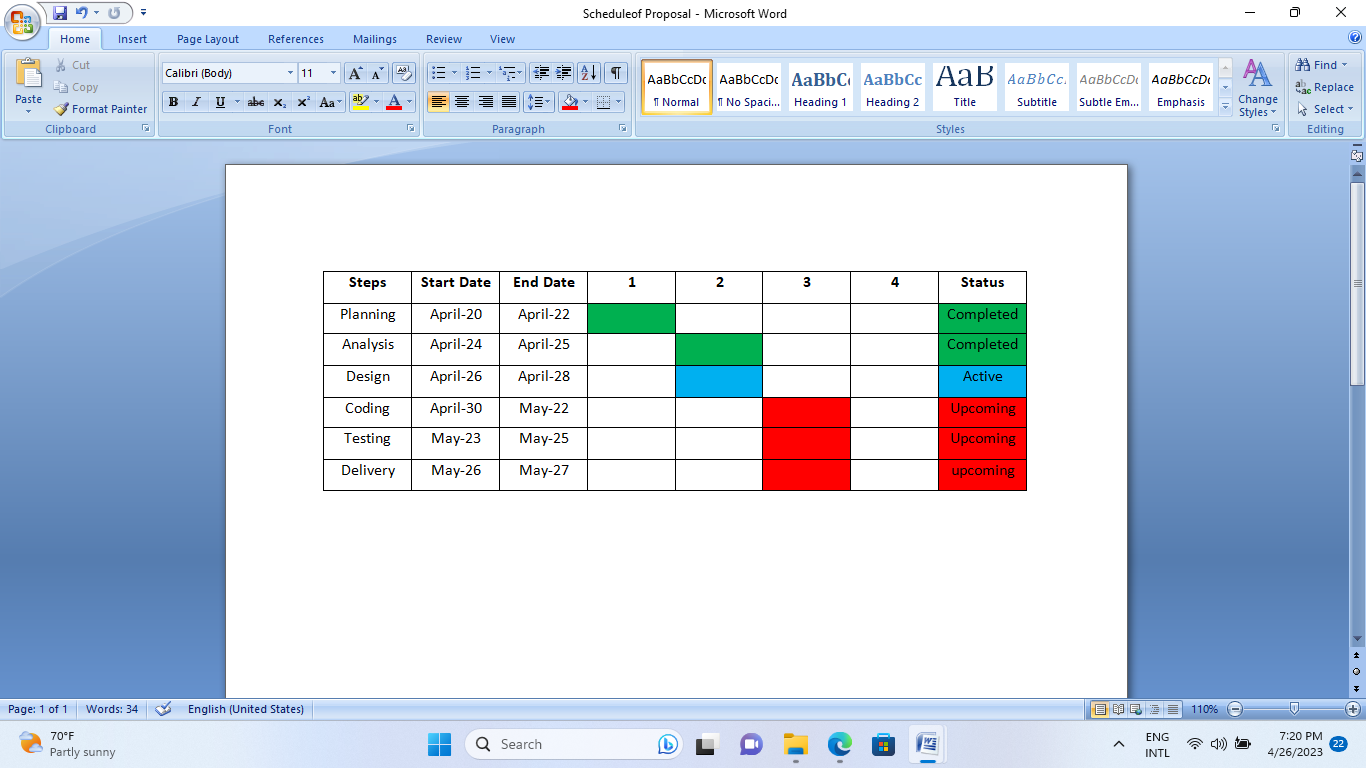 Scheduleof Proposal - Microsoft Word
Home Insert Page Layout References Mailings Review View
Cut
Copy
Format Painter
Paste
Clipboard
Calibri (Body) 11
B I U abc x₂ x² Aa
Font
Paragraph
AaBbCcDc AaBbCcDc AaBbC AaBbCc AaB AaBbCc. AaBbCcDc AaBbCcDc
¶ Normal ¶ No Spaci... Heading 1 Heading 2 Title Subtitle Subtle Em... Emphasis
Styles
Change Styles
Find
Replace
Select
Editing
Steps Start Date End Date 1 2 3 4 Status
Planning April-20 April-22 Completed
Analysis April-24 April-25 Completed
Design April-26 April-28 Active
Coding April-30 May-22 Upcoming
Testing May-23 May-25 Upcoming
Delivery May-26 May-27 upcoming
Page: 1 of 1 Words: 34 English (United States) 110%
70°F
Partly sunny
Search
ENG
INTL
7:20 PM
4/26/2023
22